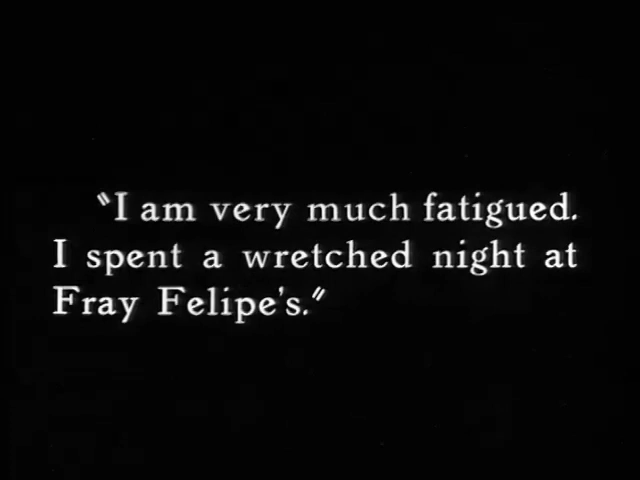 "I am very much fatigued.
I spent a wretched night at
Fray Felipe's."